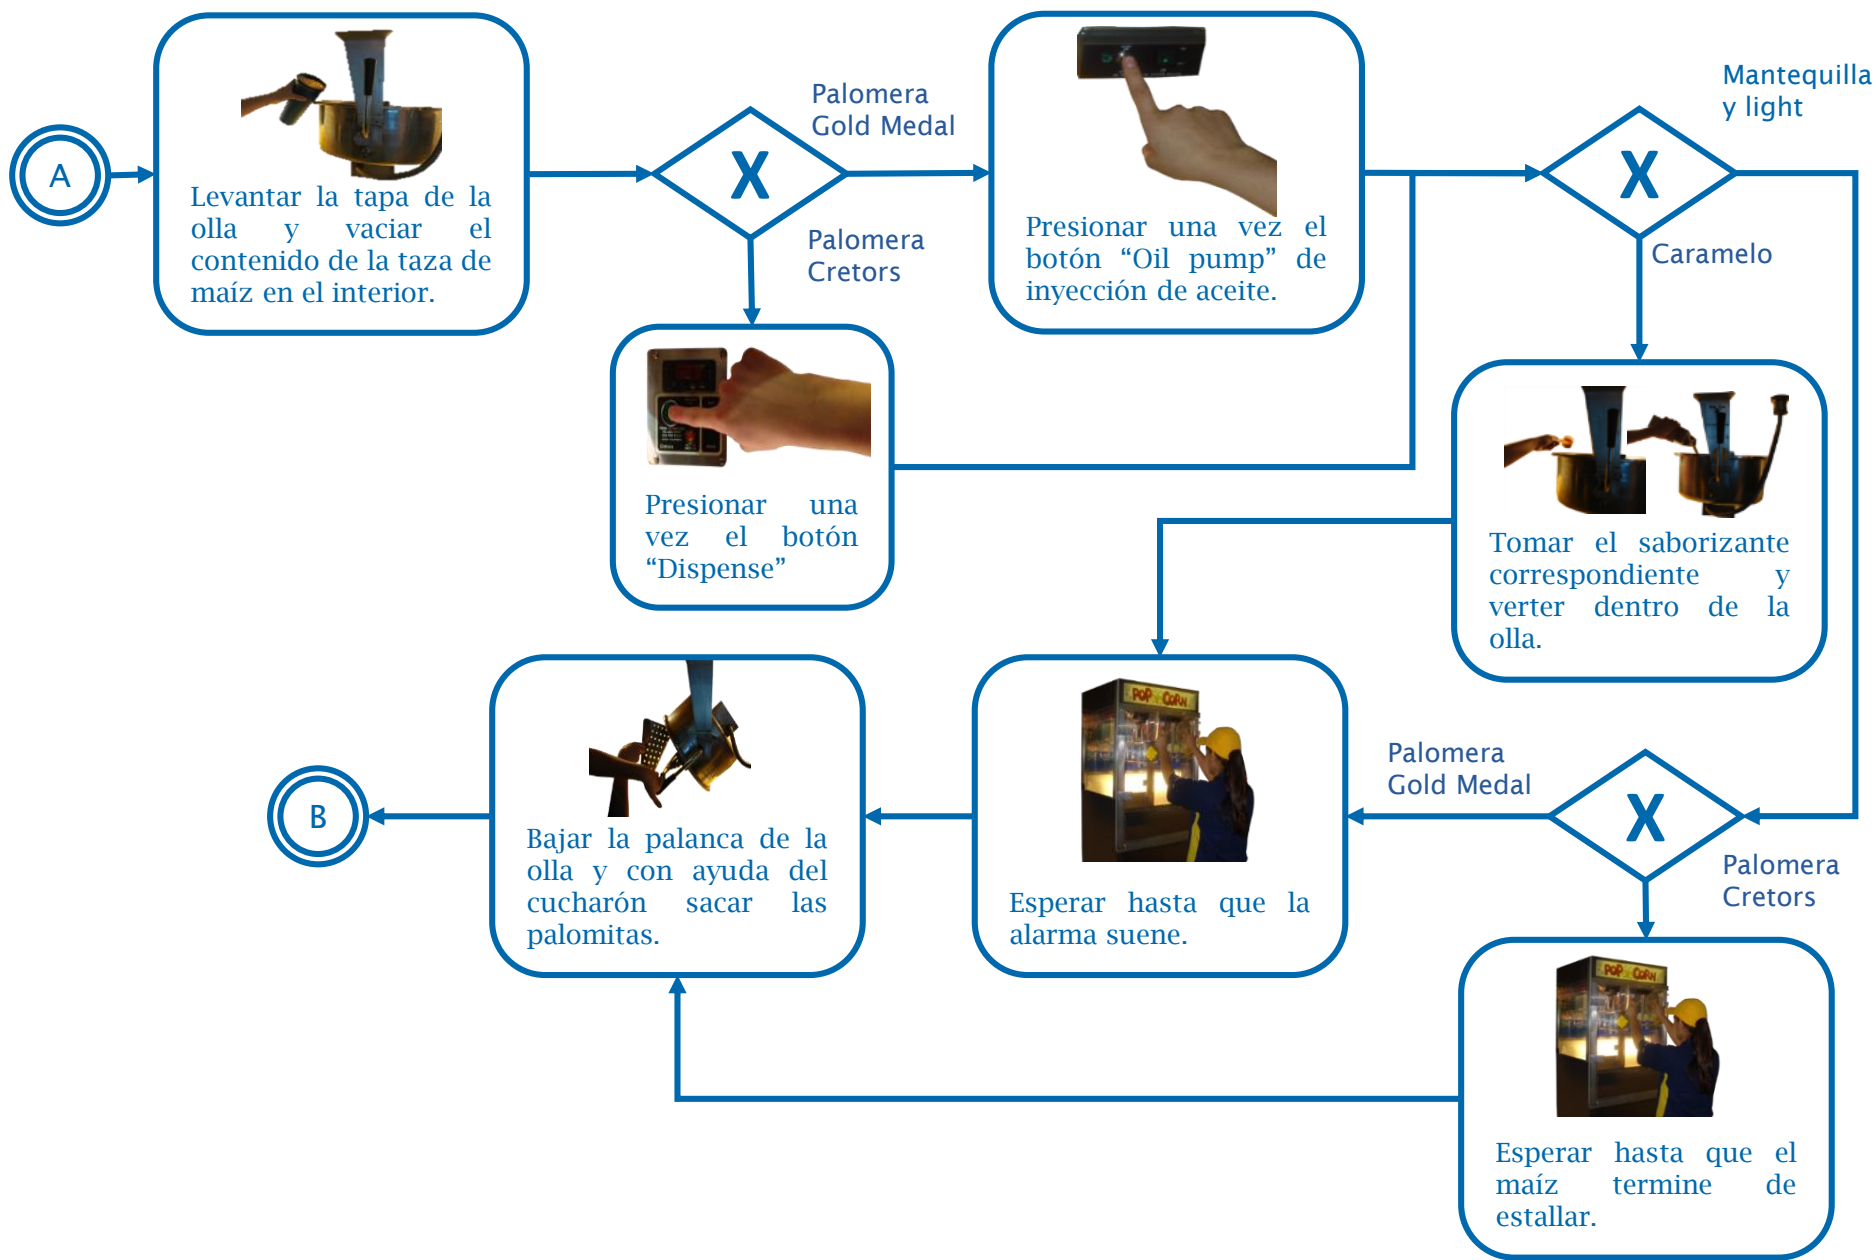 A
Levantar la tapa de la
olla y vaciar el
contenido de la taza de
maíz en el interior.
X
Palomera
Gold Medal
Palomera
Cretors
Presionar una vez el
botón “Oil pump” de
inyección de aceite.
Presionar una
vez el botón
“Dispense”
X
Mantequilla
y light
Caramelo
Tomar el saborizante
correspondiente y
verter dentro de la
olla.
X
Palomera
Gold Medal
Palomera
Cretors
POP CORN
Esperar hasta que la
alarma suene.
POP CORN
Esperar hasta que el
maíz termine de
estallar.
Bajar la palanca de la
olla y con ayuda del
cucharón sacar las
palomitas.
B